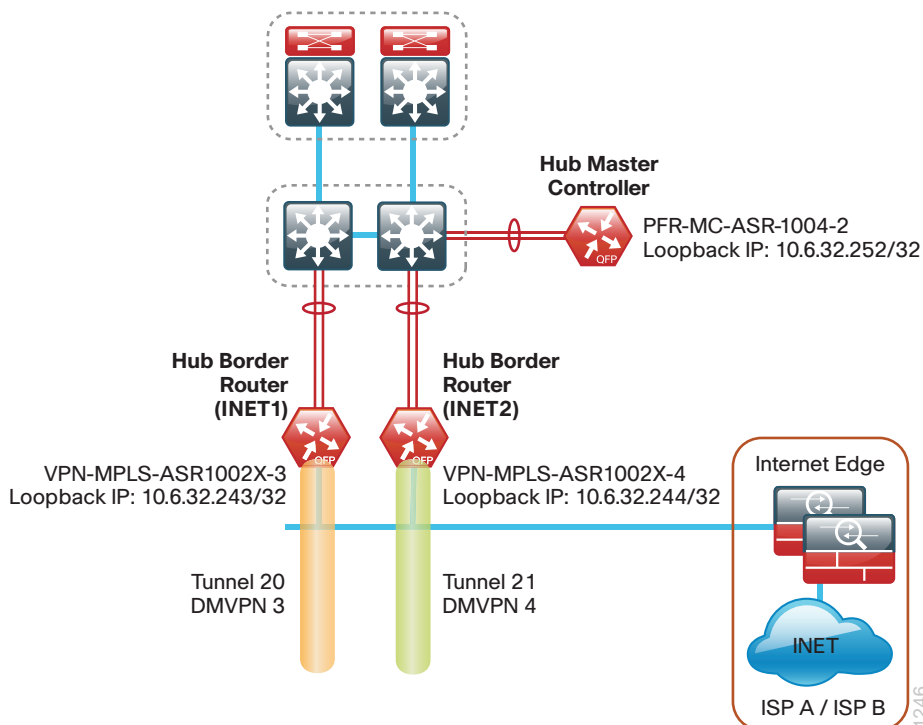 Hub Master
Controller
PFR-MC-ASR-1004-2
Loopback IP: 10.6.32.252/32
QFP
Hub Border
Router
(INET1)
Hub Border
Router
(INET2)
QFP
QFP
VPN-MPLS-ASR1002X-3
Loopback IP: 10.6.32.243/32
VPN-MPLS-ASR1002X-4
Loopback IP: 10.6.32.244/32
Internet Edge
Tunnel 20
DMVPN 3
Tunnel 21
DMVPN 4
INET
ISP A / ISP B
1246